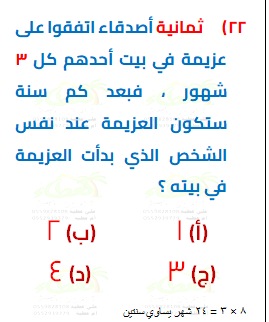 ٢٢) ثمانية أصدقاء اتفقوا على
عزيمة في بيت أحدهم كل ٣
شهور ، فبعد كم سنة
ستكون العزيمة عند نفس
الشخص الذي بدأت العزيمة
في بيته ؟
(أ) ١ (ب) ٢
(ج) ٣ (د) ٤
٨ × ٣ = ٢٤ شهر يساوي سنتين